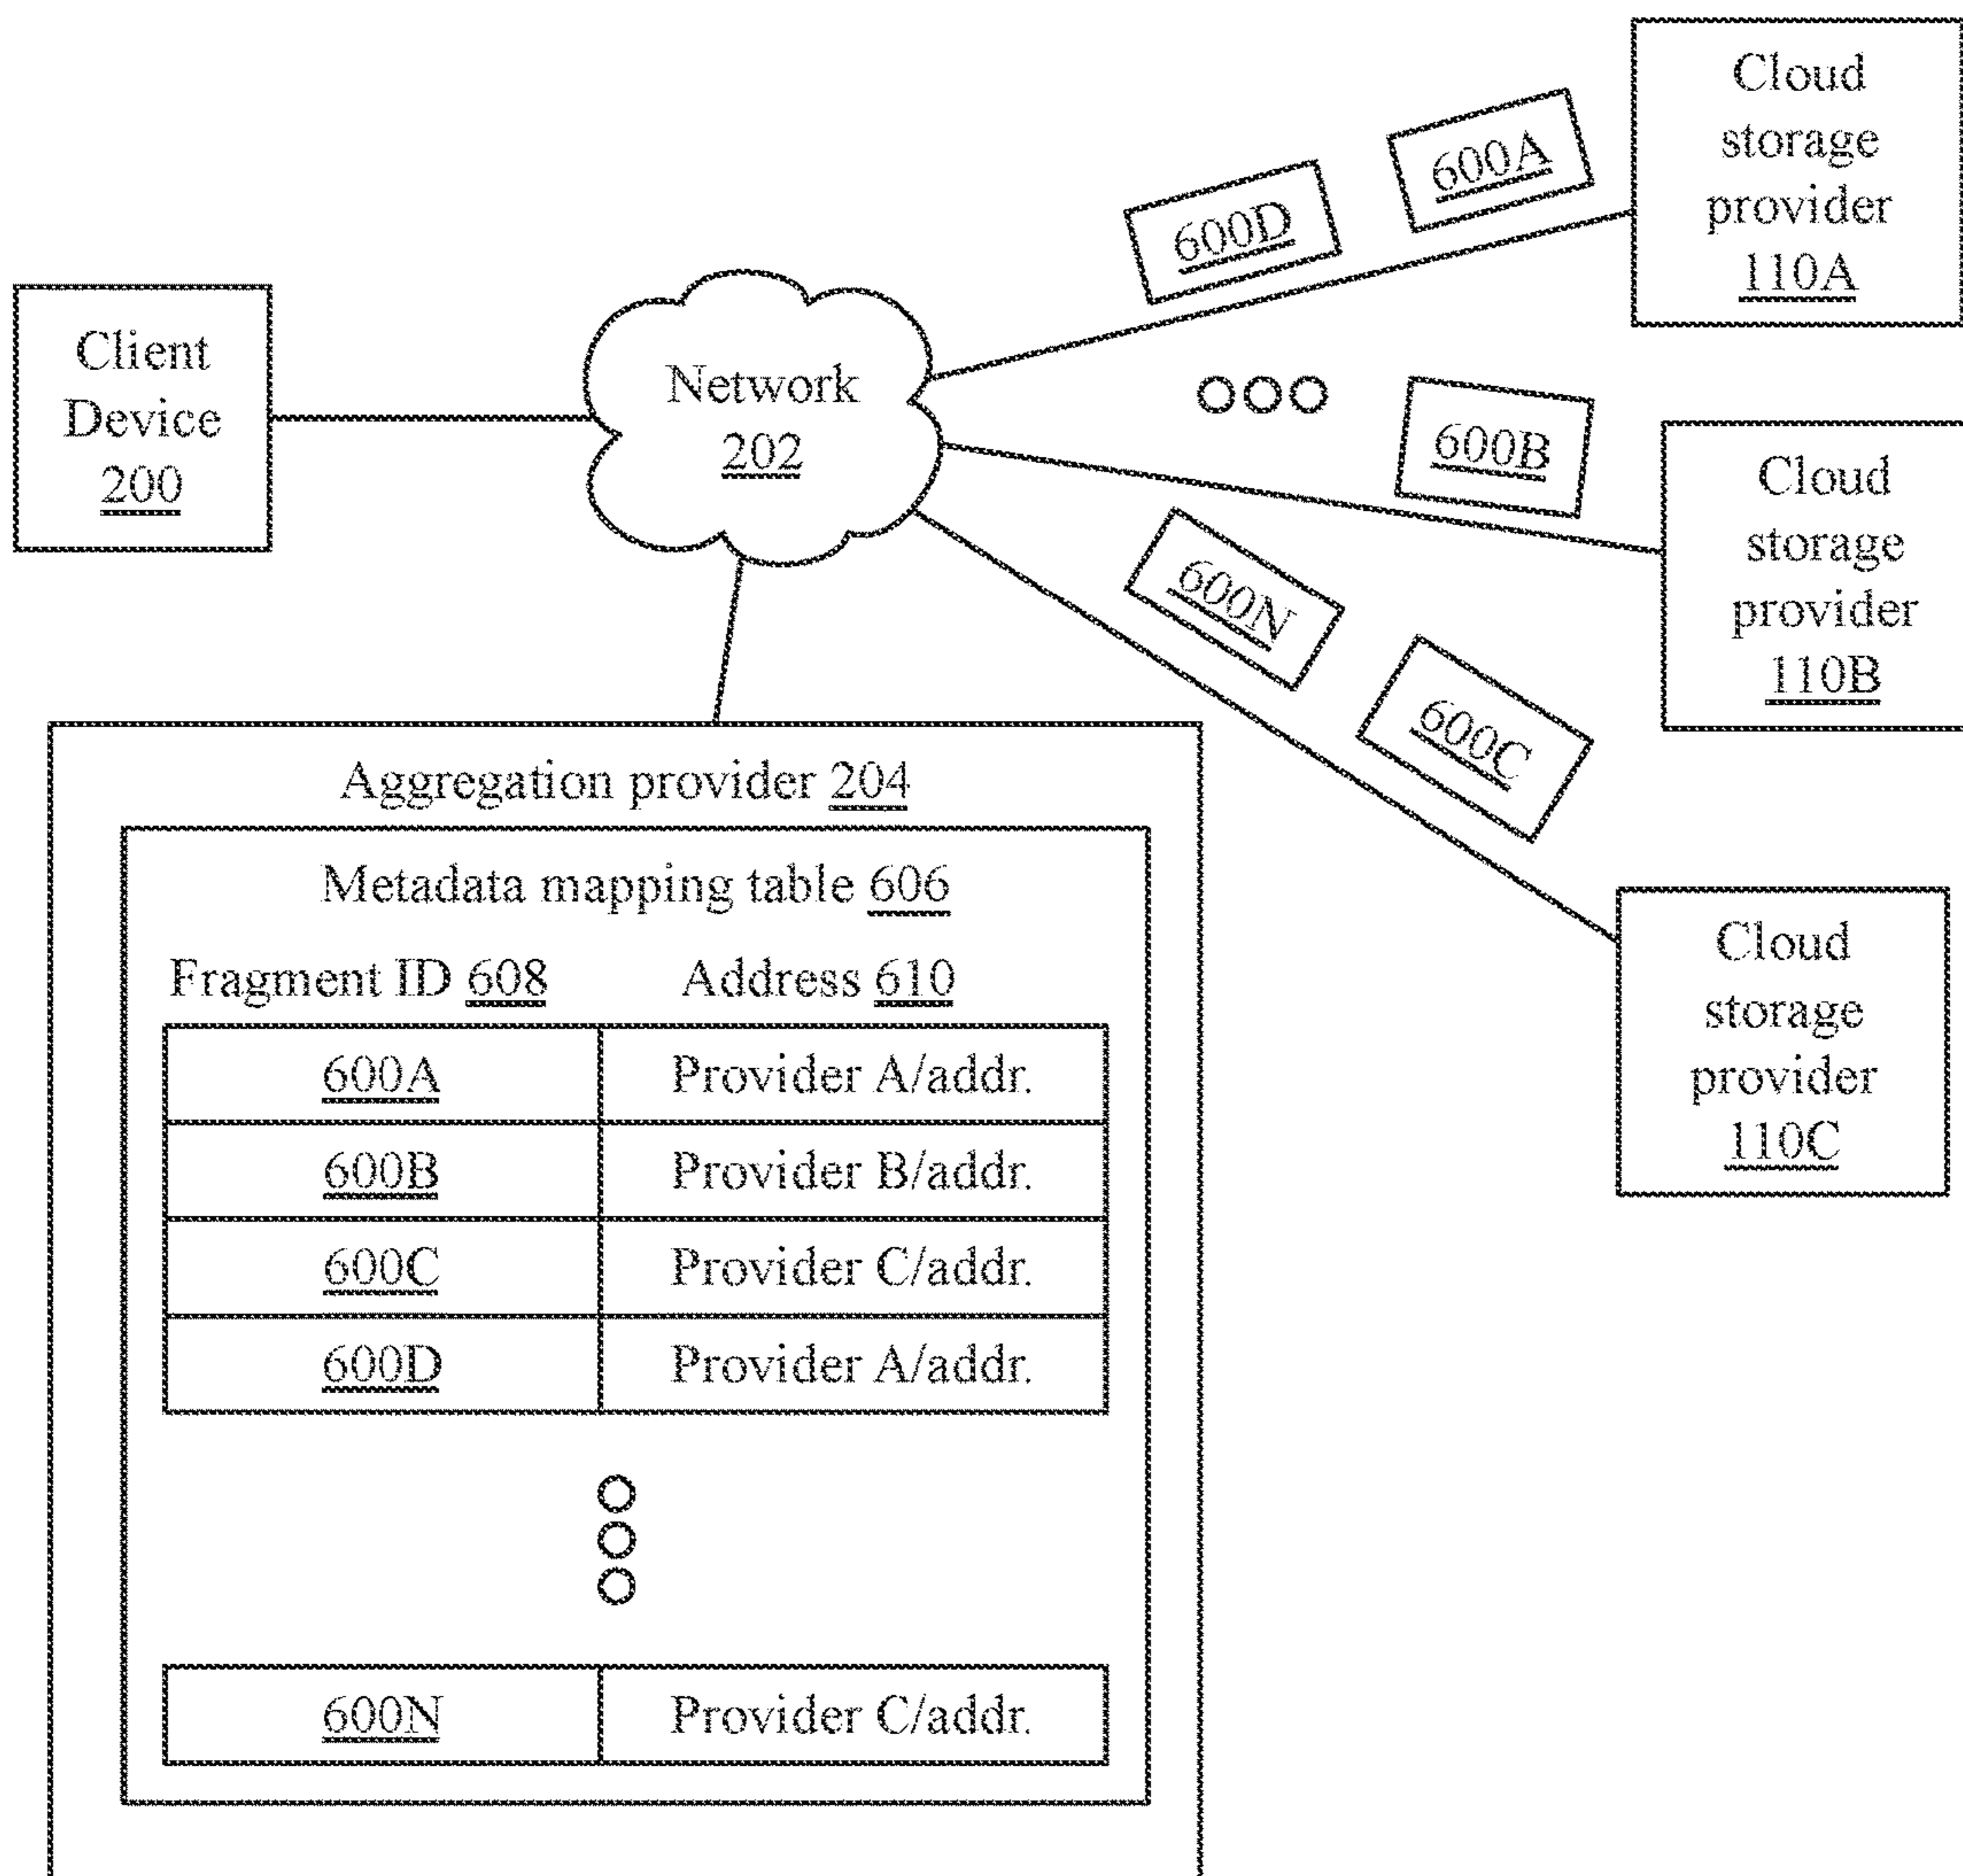 Cloud
storage
provider
110A
600A
600D
Client
Device
200
Network
202
600B
Cloud
storage
provider
110B
600N
600C
Aggregation provider 204
Metadata mapping table 606
Fragment ID 608 Address 610
600A Provider A/addr.
600B Provider B/addr.
600C Provider C/addr.
600D Provider A/addr.
600N Provider C/addr.
Cloud
storage
provider
110C